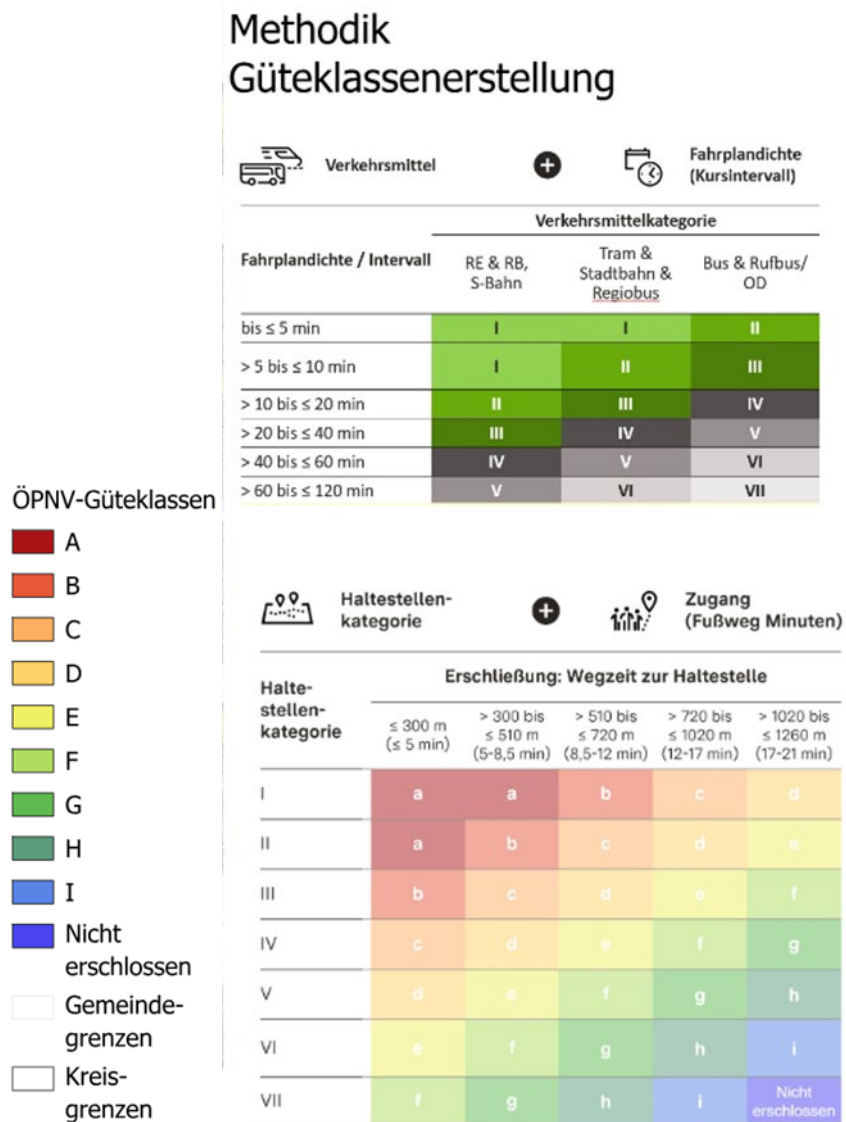 Methodik
Güteklassenerstellung
Verkehrsmittel
Fahrplandichte
(Kursintervall)
Verkehrsmittelkategorie
Fahrplandichte / Intervall
RE & RB,
S-Bahn
Tram &
Stadtbahn &
Regiobus
Bus & Rufbus/
OD
bis ≤ 5 min I I II
> 5 bis ≤ 10 min I II III
> 10 bis ≤ 20 min II III IV
> 20 bis ≤ 40 min III IV V
> 40 bis ≤ 60 min IV V VI
> 60 bis ≤ 120 min V VI VII
ÖPNV-Güteklassen
A
B
C
D
E
F
G
H
I
Nicht
erschlossen
Gemeinde-
grenzen
Kreis-
grenzen
Haltestellen-
kategorie
Zugang
(Fußweg Minuten)
Erschließung: Wegzeit zur Haltestelle
Halte-
stellen-
kategorie
≤ 300 m
(≤ 5 min)
> 300 bis
≤ 510 m
(5-8,5 min)
> 510 bis
≤ 720 m
(8,5-12 min)
> 720 bis
≤ 1020 m
(12-17 min)
> 1020 bis
≤ 1260 m
(17-21 min)
I a a b c d
II a b c d e
III b c d e f
IV c d e f g
V d e f g h
VI e f g h i
VII f g h i Nicht
erschlossen